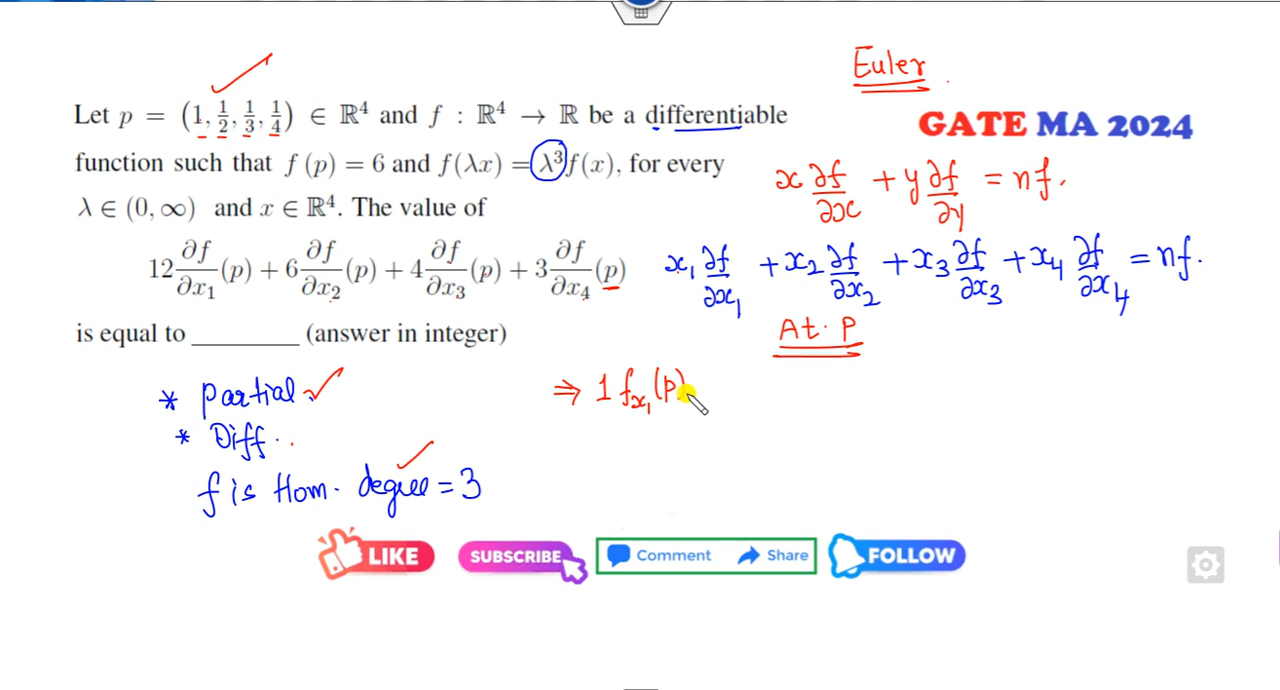 Euler
Let p = (1, 1/2, 1/3, 1/4) ∈ ℝ⁴ and f : ℝ⁴ → ℝ be a differentiable
GATE MA 2024
function such that f (p) = 6 and f(λx) = λ³f(x), for every
x ∂f/∂x + y ∂f/∂y = nf.
λ ∈ (0, ∞) and x ∈ ℝ⁴. The value of
12 ∂f/∂x₁ (p) + 6 ∂f/∂x₂ (p) + 4 ∂f/∂x₃ (p) + 3 ∂f/∂x₄ (p)
x₁ ∂f/∂x₁ + x₂ ∂f/∂x₂ + x₃ ∂f/∂x₃ + x₄ ∂f/∂x₄ = nf.
is equal to ________ (answer in integer)
At. P
* Partial ✓
⇒ 1 fx₁(p)
* Diff..
f is Hom. degree = 3
LIKE SUBSCRIBE Comment Share FOLLOW